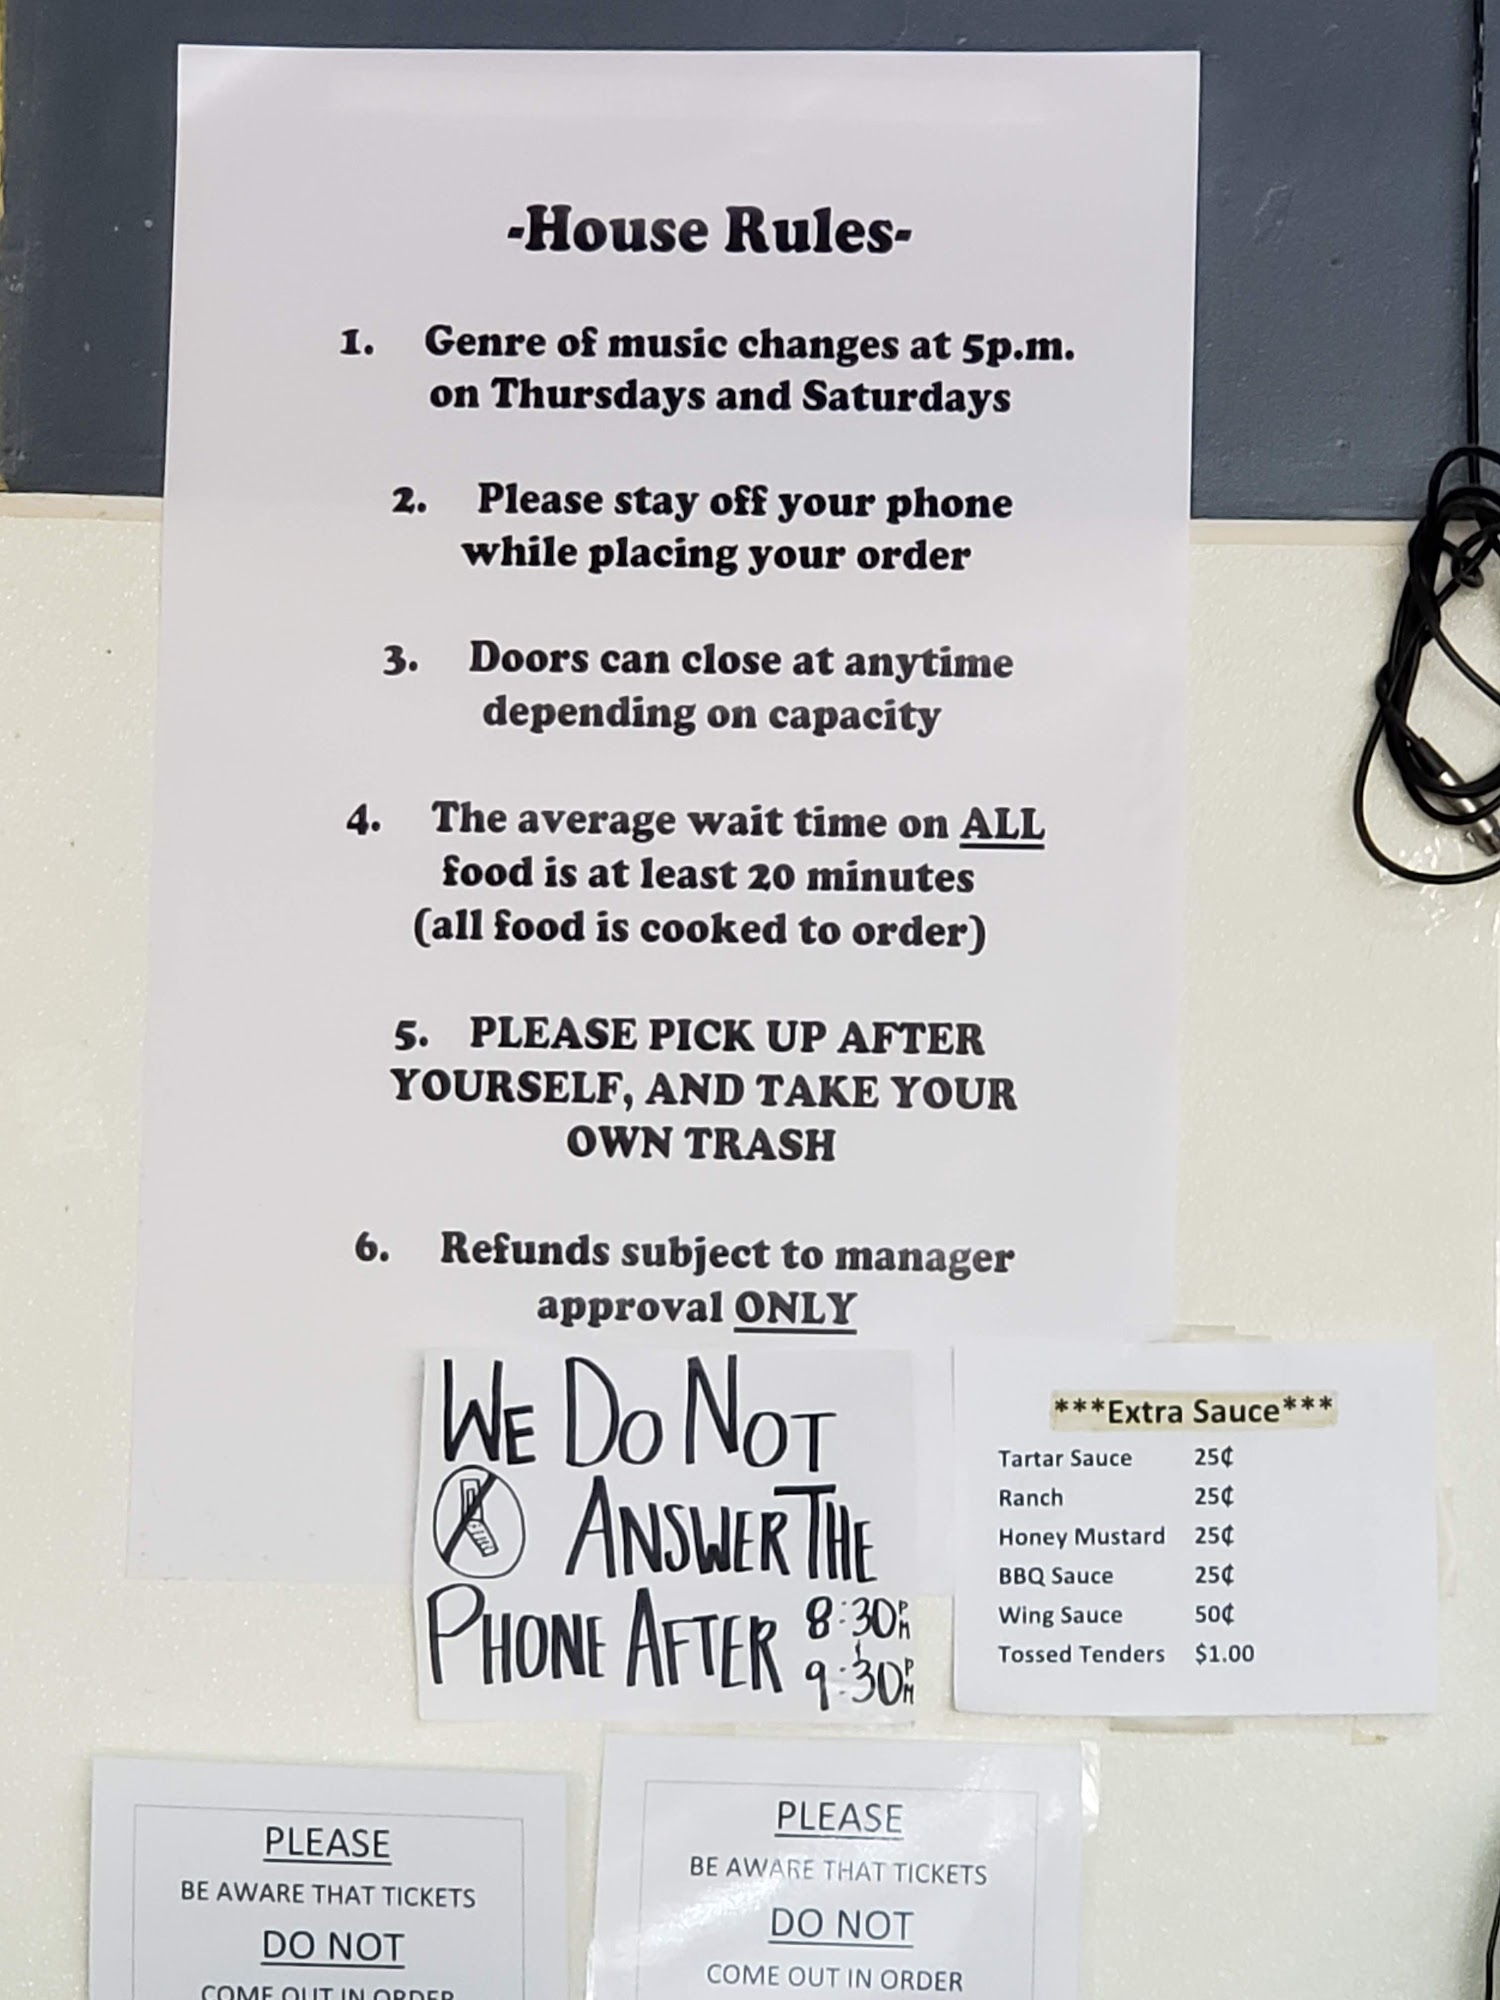 -House Rules-
1. Genre of music changes at 5p.m.
on Thursdays and Saturdays
2. Please stay off your phone
while placing your order
3. Doors can close at anytime
depending on capacity
4. The average wait time on ALL
food is at least 20 minutes
(all food is cooked to order)
5. PLEASE PICK UP AFTER
YOURSELF, AND TAKE YOUR
OWN TRASH
6. Refunds subject to manager
approval ONLY
WE DO NOT
ANSWER THE
PHONE AFTER 8:30PM
9:30PM
***Extra Sauce***
Tartar Sauce 25¢
Ranch 25¢
Honey Mustard 25¢
BBQ Sauce 25¢
Wing Sauce 50¢
Tossed Tenders $1.00
PLEASE
BE AWARE THAT TICKETS
DO NOT
COME OUT IN ORDER
PLEASE
BE AWARE THAT TICKETS
DO NOT
COME OUT IN ORDER